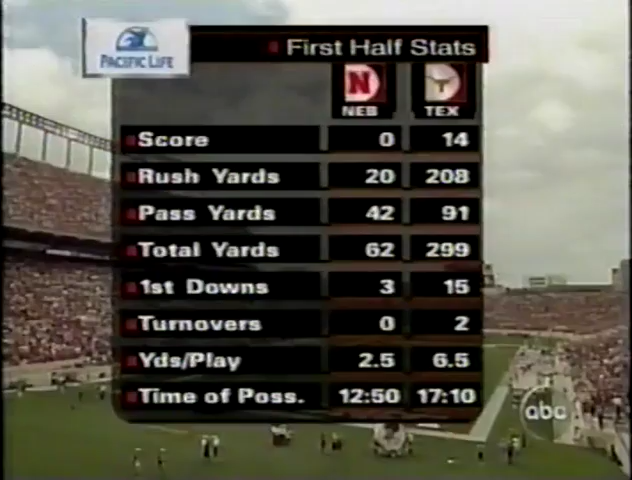 PACIFIC LIFE
First Half Stats
N
NEB TEX
Score 0 14
Rush Yards 20 208
Pass Yards 42 91
Total Yards 62 299
1st Downs 3 15
Turnovers 0 2
Yds/Play 2.5 6.5
Time of Poss. 12:50 17:10
abc